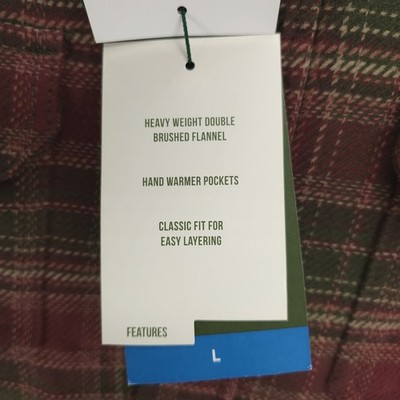 HEAVY WEIGHT DOUBLE
BRUSHED FLANNEL
HAND WARMER POCKETS
CLASSIC FIT FOR
EASY LAYERING
FEATURES
L